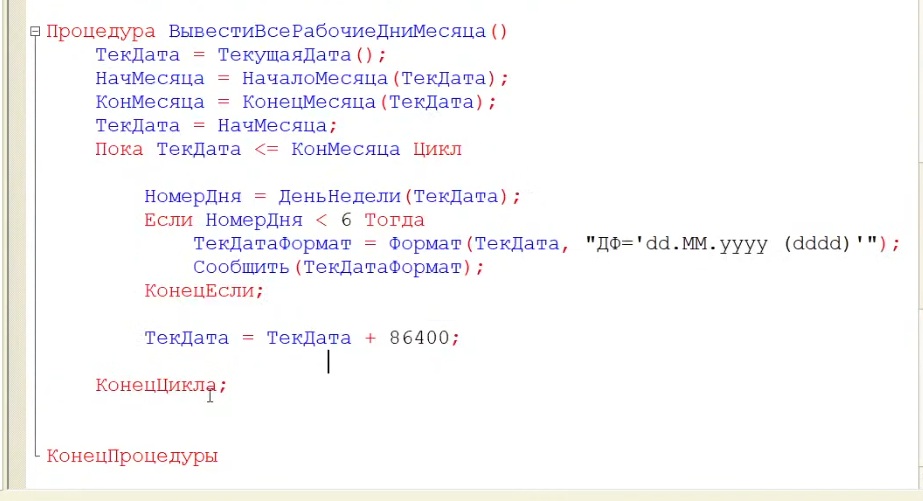 Процедура ВывестиВсеРабочиеДниМесяца()
ТекДата = ТекущаяДата();
НачМесяца = НачалоМесяца(ТекДата);
КонМесяца = КонецМесяца(ТекДата);
ТекДата = НачМесяца;
Пока ТекДата <= КонМесяца Цикл
НомерДня = ДеньНедели(ТекДата);
Если НомерДня < 6 Тогда
ТекДатаФормат = Формат(ТекДата, "ДФ='dd.MM.yyyy (dddd)'");
Сообщить(ТекДатаФормат);
КонецЕсли;
ТекДата = ТекДата + 86400;
КонецЦикла;
КонецПроцедуры